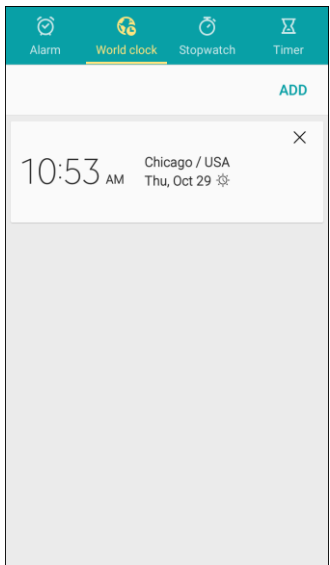 Alarm
World clock
Stopwatch
Timer
ADD
10:53 AM
Chicago / USA
Thu, Oct 29